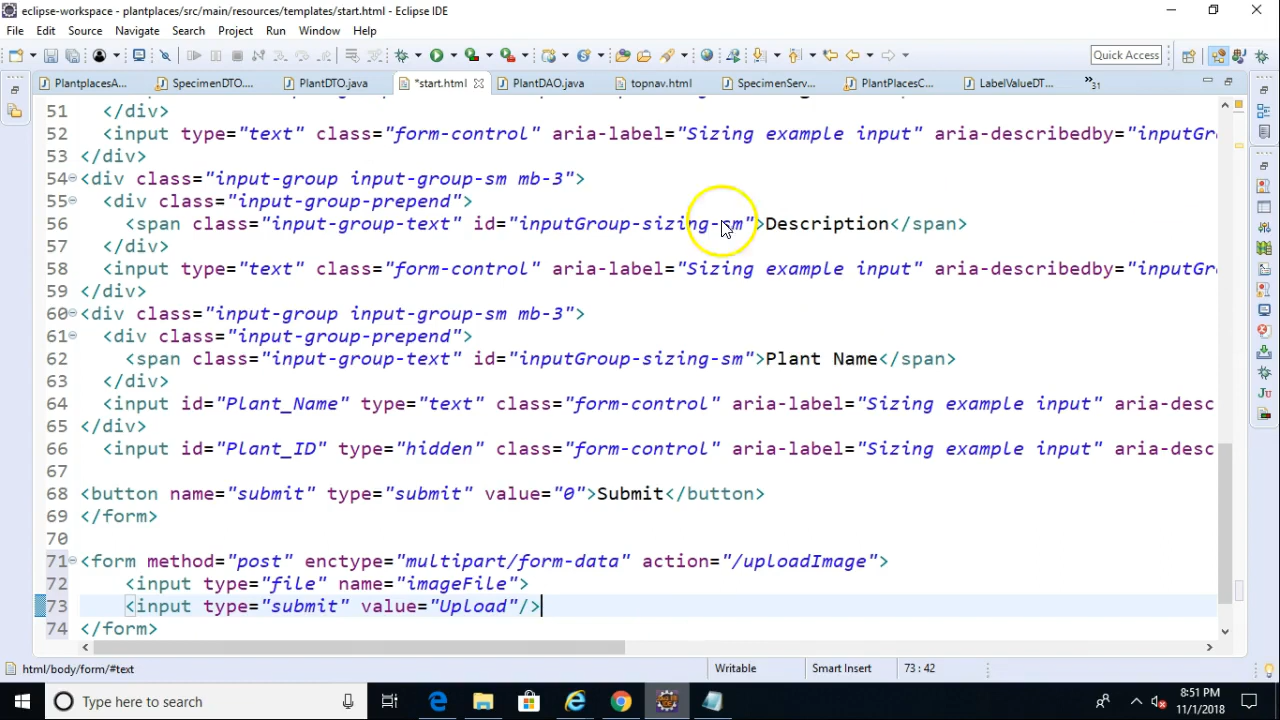 eclipse-workspace - plantplaces/src/main/resources/templates/start.html - Eclipse IDE
File Edit Source Refactor Navigate Search Project Run Window Help
Quick Access
PlantplacesA... SpecimenDTO.... PlantDTO.java *start.html PlantDAO.java topnav.html SpecimenServ... PlantPlacesC... LabelValueDT... »31
51 </div>
52 <input type="text" class="form-control" aria-label="Sizing example input" aria-describedby="inputGr
53 </div>
54 <div class="input-group input-group-sm mb-3">
55 <div class="input-group-prepend">
56 <span class="input-group-text" id="inputGroup-sizing-sm">Description</span>
57 </div>
58 <input type="text" class="form-control" aria-label="Sizing example input" aria-describedby="inputGr
59 </div>
60 <div class="input-group input-group-sm mb-3">
61 <div class="input-group-prepend">
62 <span class="input-group-text" id="inputGroup-sizing-sm">Plant Name</span>
63 </div>
64 <input id="Plant_Name" type="text" class="form-control" aria-label="Sizing example input" aria-desc
65 </div>
66 <input id="Plant_ID" type="hidden" class="form-control" aria-label="Sizing example input" aria-desc
67
68 <button name="submit" type="submit" value="0">Submit</button>
69 </form>
70
71 <form method="post" enctype="multipart/form-data" action="/uploadImage">
72 <input type="file" name="imageFile">
73 <input type="submit" value="Upload"/>
74 </form>
html/body/form/#text Writable Smart Insert 73 : 42
Type here to search
8:51 PM
11/1/2018